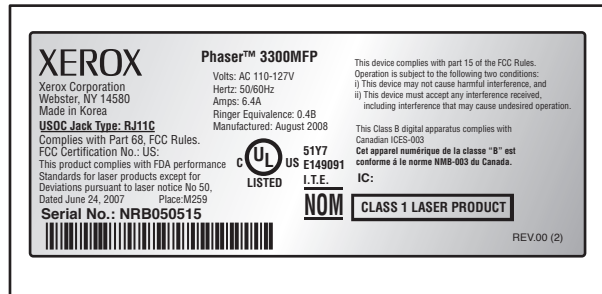 XEROX
Xerox Corporation
Webster, NY 14580
Made in Korea
USOC Jack Type: RJ11C
Complies with Part 68, FCC Rules.
FCC Certification No.: US:
This product complies with FDA performance
Standards for laser products except for
Deviations pursuant to laser notice No 50,
Dated June 24, 2007 Place:M259
Serial No.: NRB050515
Phaser™ 3300MFP
Volts: AC 110-127V
Hertz: 50/60Hz
Amps: 6.4A
Ringer Equivalence: 0.4B
Manufactured: August 2008
C UL US
LISTED
51Y7
E149091
I.T.E.
NOM
This device complies with part 15 of the FCC Rules.
Operation is subject to the following two conditions:
i) This device may not cause harmful interference, and
ii) This device must accept any interference received,
including interference that may cause undesired operation.
This Class B digital apparatus complies with
Canadian ICES-003
Cet appareil numérique de la classe "B" est
conforme á le norme NMB-003 du Canada.
IC:
CLASS 1 LASER PRODUCT
REV.00 (2)